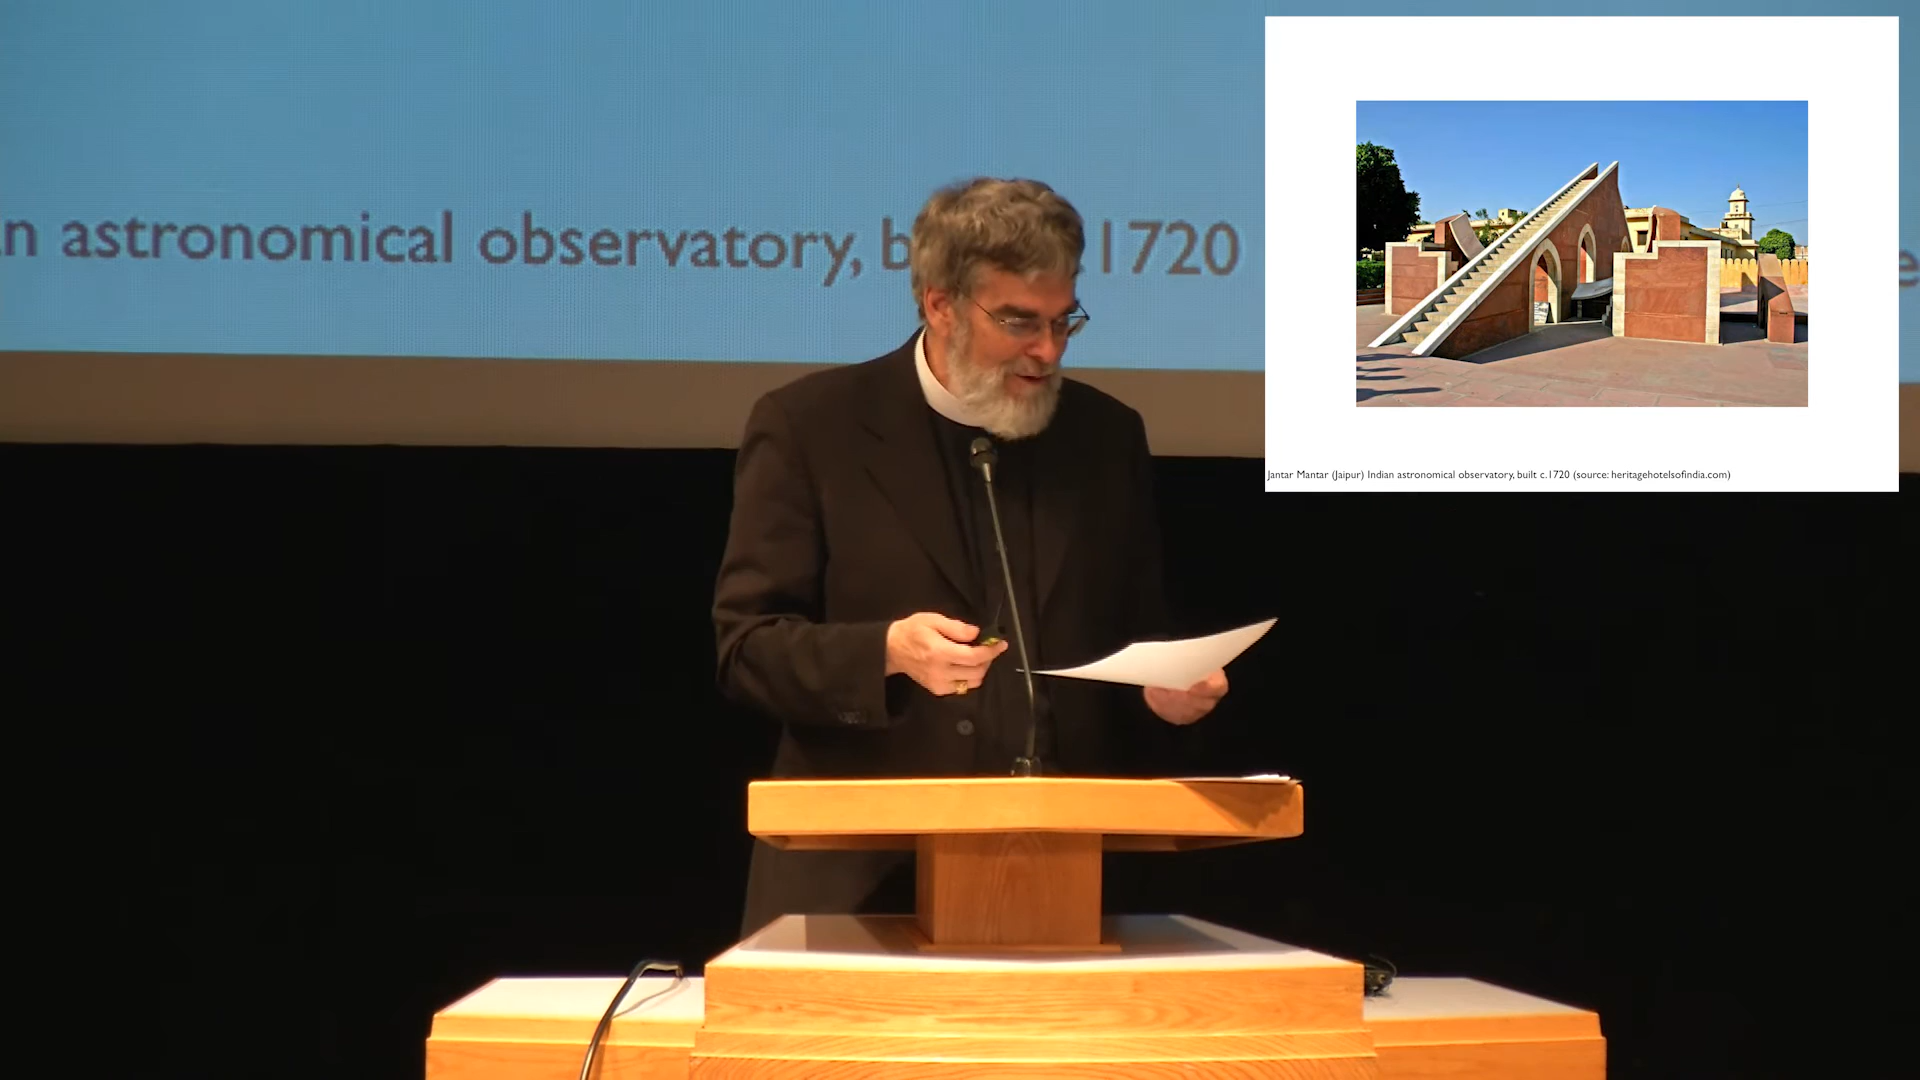 n astronomical observatory, b .1720 e
Jantar Mantar (Jaipur) Indian astronomical observatory, built c.1720 (source: heritagehotelsofindia.com)